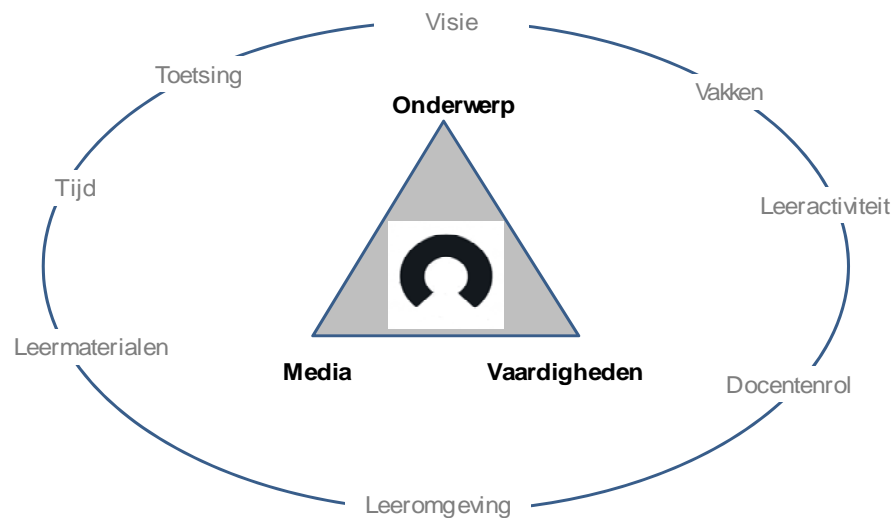 Visie
Toetsing
Vakken
Onderwerp
Tijd
Leeractiviteit
Leermaterialen
Media
Vaardigheden
Docentenrol
Leeromgeving